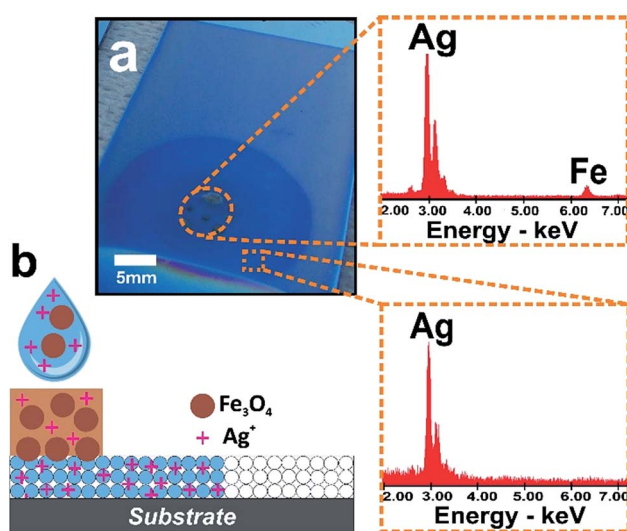 a
5mm
Ag
Fe
2.00 3.00 4.00 5.00 6.00 7.00
Energy - keV
b
+ + + + + +
+ + + + +
Fe₃O₄
+ Ag⁺
Substrate
Ag
2.00 3.00 4.00 5.00 6.00 7.00
Energy - keV